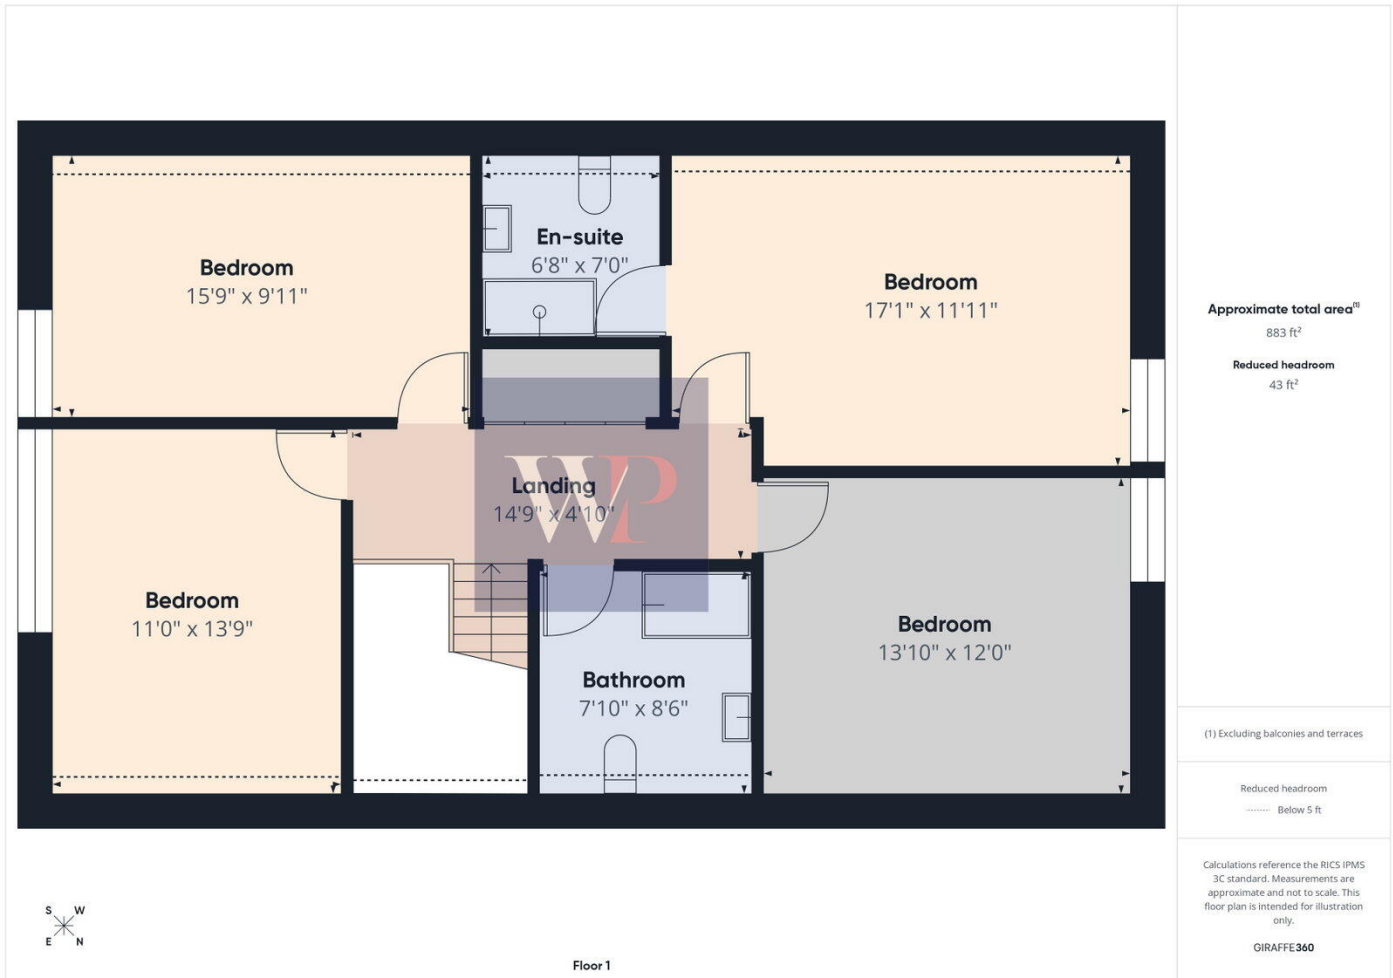 Bedroom
15'9" x 9'11"
En-suite
6'8" x 7'0"
Bedroom
17'1" x 11'11"
Landing
14'9" x 4'10"
WP
Bedroom
11'0" x 13'9"
Bathroom
7'10" x 8'6"
Bedroom
13'10" x 12'0"
S W
E N
Floor 1
Approximate total area(1)
883 ft²
Reduced headroom
43 ft²
(1) Excluding balconies and terraces
Reduced headroom
Below 5 ft
Calculations reference the RICS IPMS
3C standard. Measurements are
approximate and not to scale. This
floor plan is intended for illustration
only.
GIRAFFE360